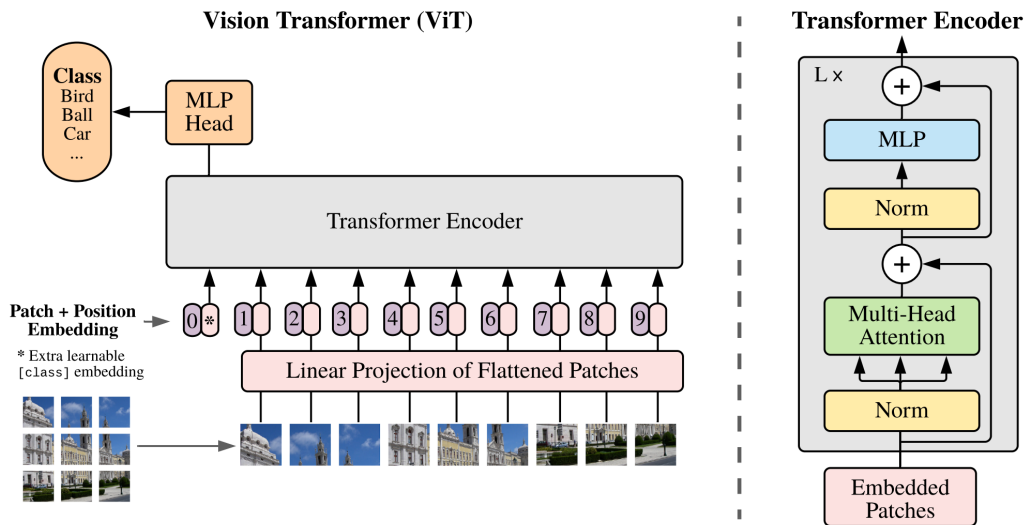 Vision Transformer (ViT)
Class
Bird
Ball
Car
...
MLP
Head
Transformer Encoder
Patch + Position
Embedding
0 * 1 2 3 4 5 6 7 8 9
* Extra learnable
[class] embedding
Linear Projection of Flattened Patches
Transformer Encoder
L ×
+
MLP
Norm
+
Multi-Head
Attention
Norm
Embedded
Patches